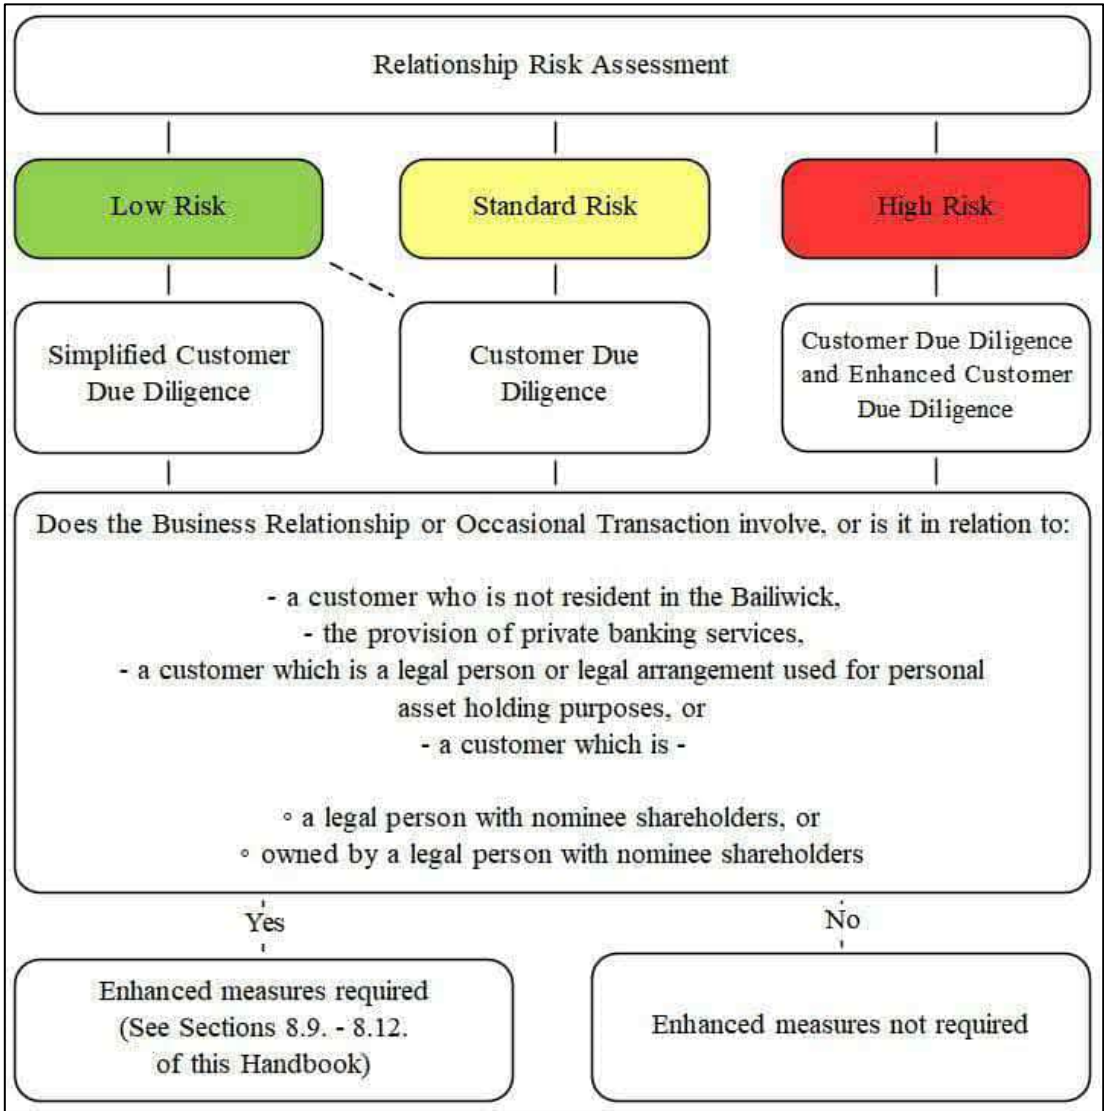 Relationship Risk Assessment
Low Risk
Standard Risk
High Risk
Simplified Customer
Due Diligence
Customer Due
Diligence
Customer Due Diligence
and Enhanced Customer
Due Diligence
Does the Business Relationship or Occasional Transaction involve, or is it in relation to:
- a customer who is not resident in the Bailiwick,
- the provision of private banking services,
- a customer which is a legal person or legal arrangement used for personal
asset holding purposes, or
- a customer which is -
◦ a legal person with nominee shareholders, or
◦ owned by a legal person with nominee shareholders
Yes
No
Enhanced measures required
(See Sections 8.9. - 8.12.
of this Handbook)
Enhanced measures not required